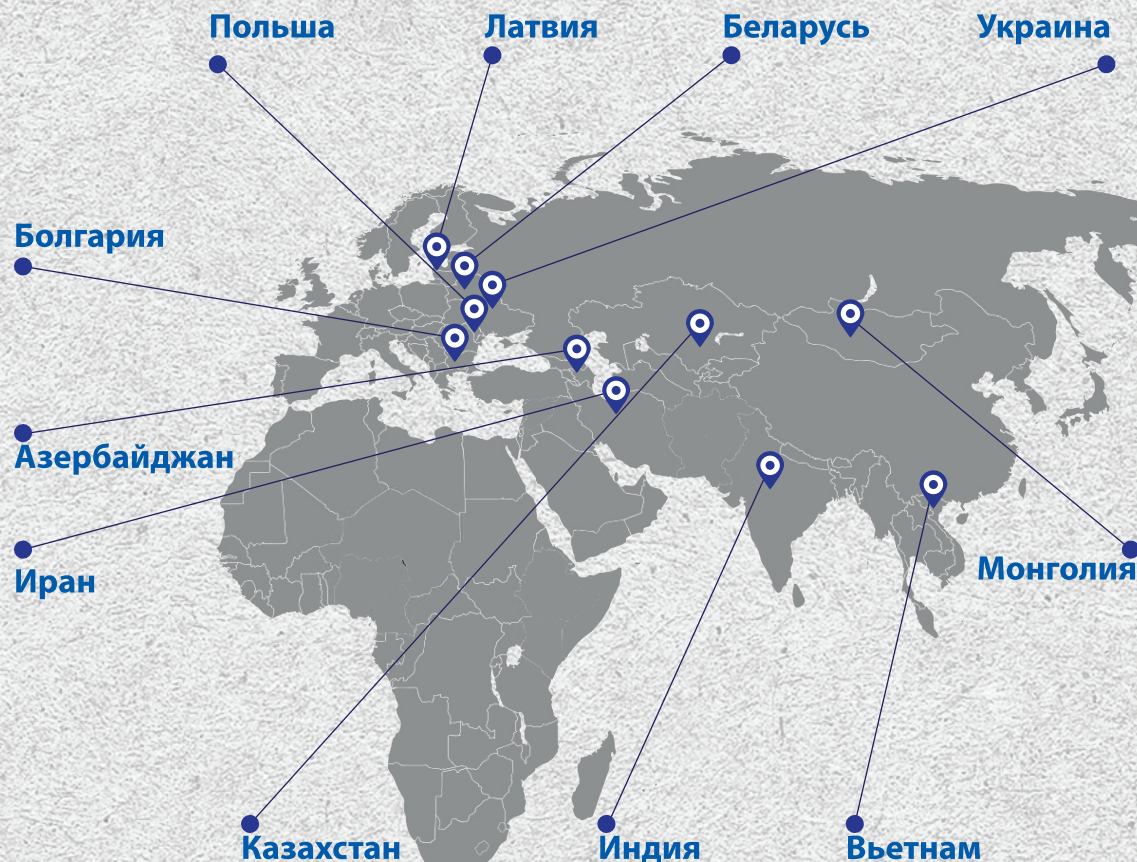 Польша
Латвия
Беларусь
Украина
Болгария
Азербайджан
Иран
Монголия
Казахстан
Индия
Вьетнам